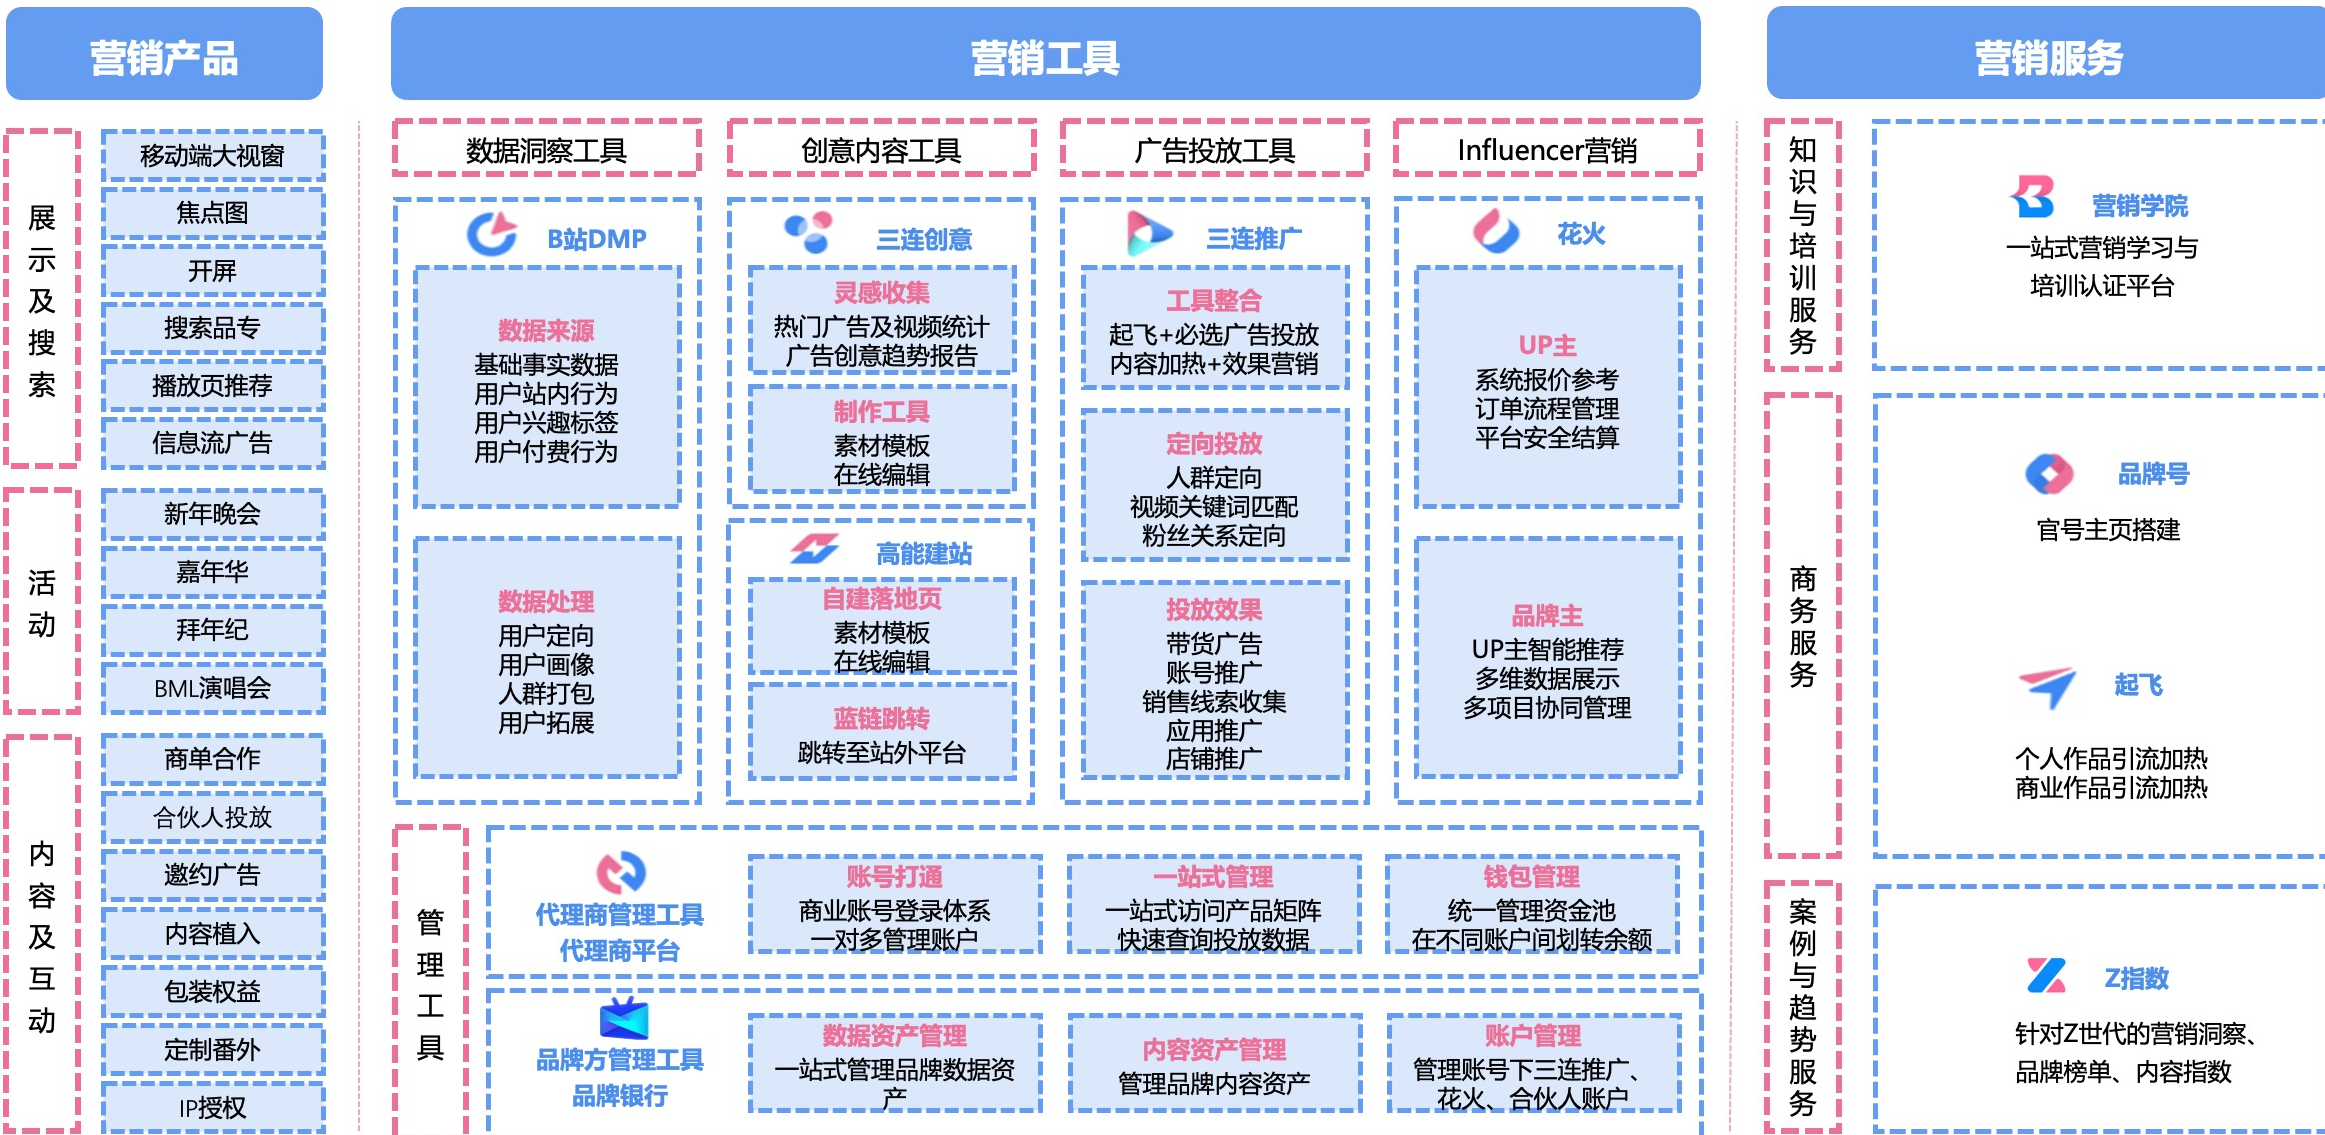 营销产品
展示及搜索
移动端大视窗
焦点图
开屏
搜索品专
播放页推荐
信息流广告
活动
新年晚会
嘉年华
拜年纪
BML演唱会
内容及互动
商单合作
合伙人投放
邀约广告
内容植入
包装权益
定制番外
IP授权
营销工具
数据洞察工具
B站DMP
数据来源
基础事实数据
用户站内行为
用户兴趣标签
用户付费行为
数据处理
用户定向
用户画像
人群打包
用户拓展
创意内容工具
三连创意
灵感收集
热门广告及视频统计
广告创意趋势报告
制作工具
素材模板
在线编辑
高能建站
自建落地页
素材模板
在线编辑
蓝链跳转
跳转至站外平台
广告投放工具
三连推广
工具整合
起飞+必选广告投放
内容加热+效果营销
定向投放
人群定向
视频关键词匹配
粉丝关系定向
投放效果
带货广告
账号推广
销售线索收集
应用推广
店铺推广
Influencer营销
花火
UP主
系统报价参考
订单流程管理
平台安全结算
品牌主
UP主智能推荐
多维数据展示
多项目协同管理
管理工具
代理商管理工具
代理商平台
账号打通
商业账号登录体系
一对多管理账户
一站式管理
一站式访问产品矩阵
快速查询投放数据
钱包管理
统一管理资金池
在不同账户间划转余额
品牌方管理工具
品牌银行
数据资产管理
一站式管理品牌数据资
产
内容资产管理
管理品牌内容资产
账户管理
管理账号下三连推广、
花火、合伙人账户
营销服务
知识与培训服务
营销学院
一站式营销学习与
培训认证平台
商务服务
品牌号
官号主页搭建
起飞
个人作品引流加热
商业作品引流加热
案例与趋势服务
Z指数
针对Z世代的营销洞察、
品牌榜单、内容指数